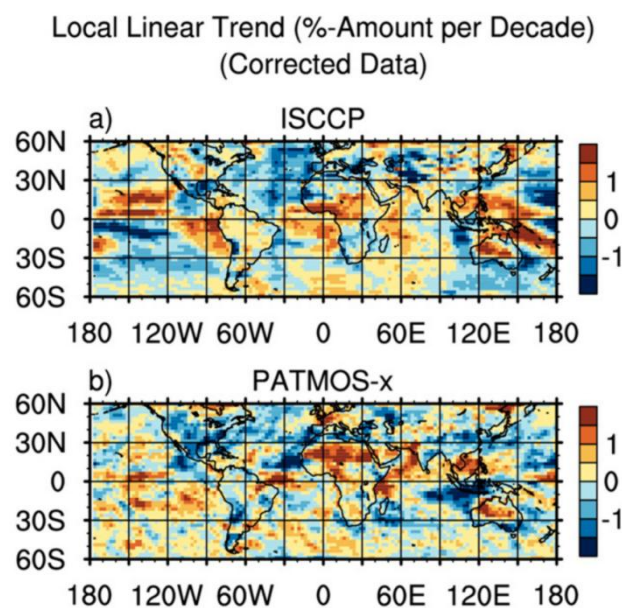 Local Linear Trend (%-Amount per Decade)
(Corrected Data)
a) ISCCP
60N
30N
0
30S
60S
180 120W 60W 0 60E 120E 180
1
0
-1
b) PATMOS-x
60N
30N
0
30S
60S
180 120W 60W 0 60E 120E 180
1
0
-1